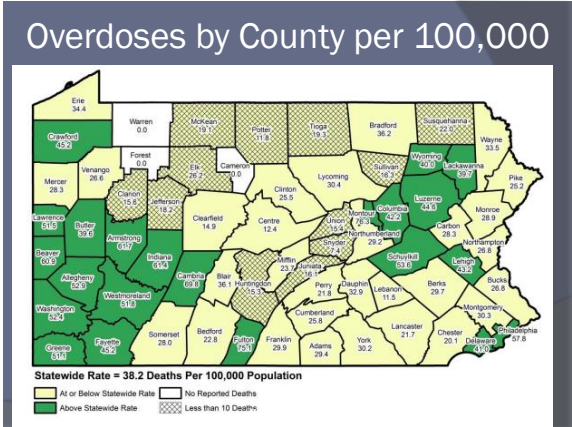 Overdoses by County per 100,000
Erie
34.4
Crawford
45.2
Warren
0.0
McKean
19.1
Potter
11.8
Tioga
19.3
Bradford
36.2
Susquehanna
22.0
Wayne
33.5
Forest
0.0
Elk
26.2
Cameron
0.0
Sullivan
16.3
Wyoming
40.0
Lackawanna
39.7
Pike
25.2
Mercer
28.3
Venango
26.6
Clarion
15.6
Jefferson
18.2
Clinton
25.5
Lycoming
30.4
Columbia
42.2
Luzerne
44.6
Monroe
28.9
Lawrence
51.5
Butler
39.6
Armstrong
61.7
Clearfield
14.9
Centre
12.4
Union
15.4
Montour
76.3
Northumberland
29.2
Carbon
28.3
Northampton
26.8
Beaver
60.9
Indiana
61.4
Snyder
7.4
Schuylkill
53.6
Lehigh
43.2
Allegheny
52.9
Westmoreland
51.8
Cambria
69.8
Blair
36.1
Huntingdon
15.3
Mifflin
23.7
Juniata
16.1
Perry
21.8
Dauphin
32.9
Lebanon
11.5
Berks
29.7
Bucks
26.8
Montgomery
30.3
Washington
52.4
Cumberland
25.8
Philadelphia
57.8
Greene
51.1
Fayette
45.2
Somerset
28.0
Bedford
22.8
Fulton
75.1
Franklin
29.9
Adams
29.4
York
30.2
Lancaster
21.7
Chester
20.1
Delaware
41.0
Statewide Rate = 38.2 Deaths Per 100,000 Population
At or Below Statewide Rate
No Reported Deaths
Above Statewide Rate
Less than 10 Deaths